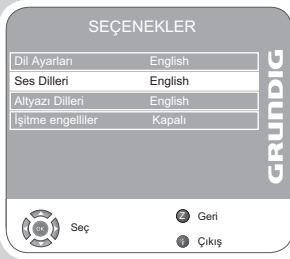 SEÇENEKLER
Dil Ayarları English
Ses Dilleri English
Altyazı Dilleri English
İşitme engelliler Kapalı
GRUNDIG
OK Seç
Z Geri
i Çıkış